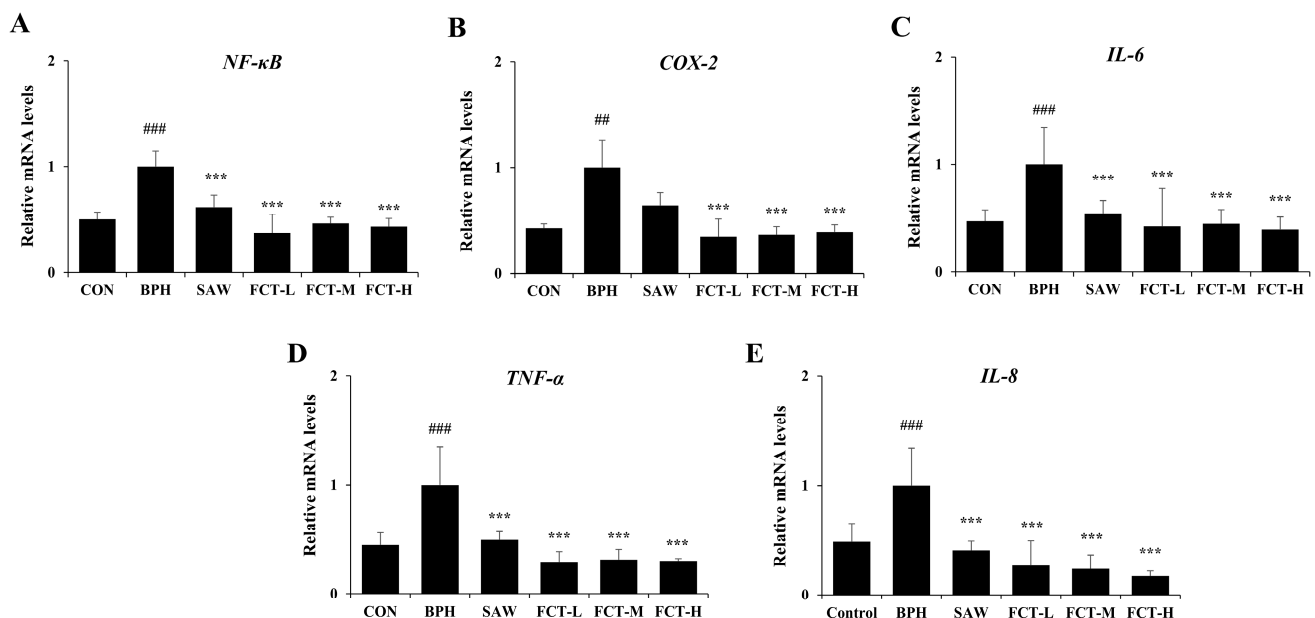 A
NF-κB
Relative mRNA levels
2
1
0
###
***
***
***
***
CON BPH SAW FCT-L FCT-M FCT-H
B
COX-2
Relative mRNA levels
2
1
0
##
***
***
***
CON BPH SAW FCT-L FCT-M FCT-H
C
IL-6
Relative mRNA levels
2
1
0
###
***
***
***
***
CON BPH SAW FCT-L FCT-M FCT-H
D
TNF-α
Relative mRNA levels
2
1
0
###
***
***
***
***
CON BPH SAW FCT-L FCT-M FCT-H
E
IL-8
Relative mRNA levels
2
1
0
###
***
***
***
***
Control BPH SAW FCT-L FCT-M FCT-H